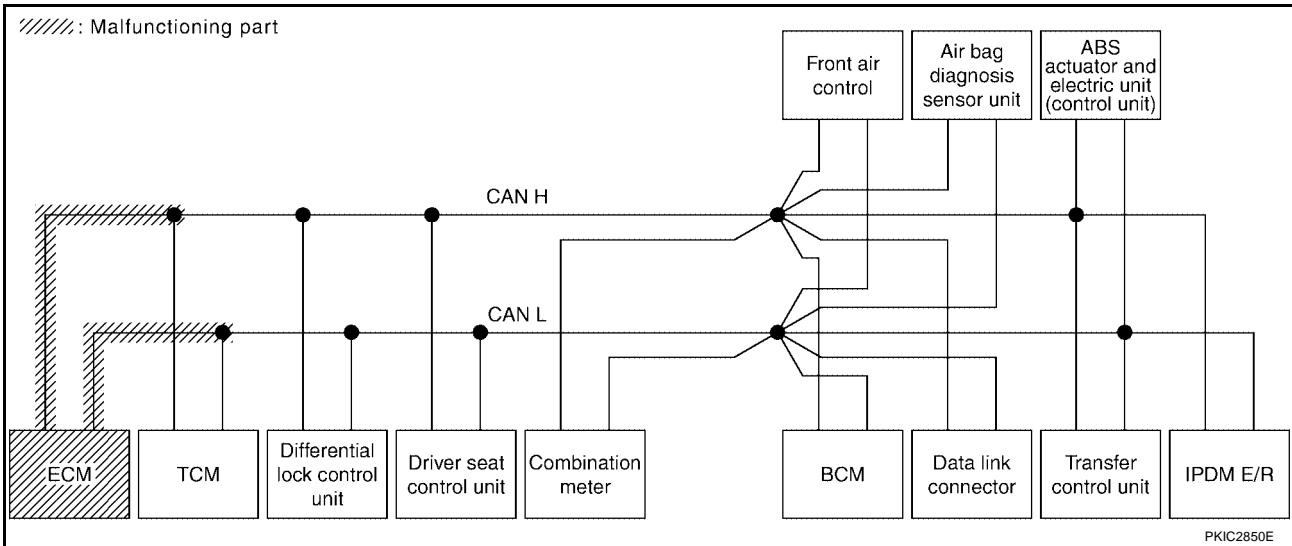 : Malfunctioning part
Front air
control
Air bag
diagnosis
sensor unit
ABS
actuator and
electric unit
(control unit)
CAN H
CAN L
ECM
TCM
Differential
lock control
unit
Driver seat
control unit
Combination
meter
BCM
Data link
connector
Transfer
control unit
IPDM E/R
PKIC2850E